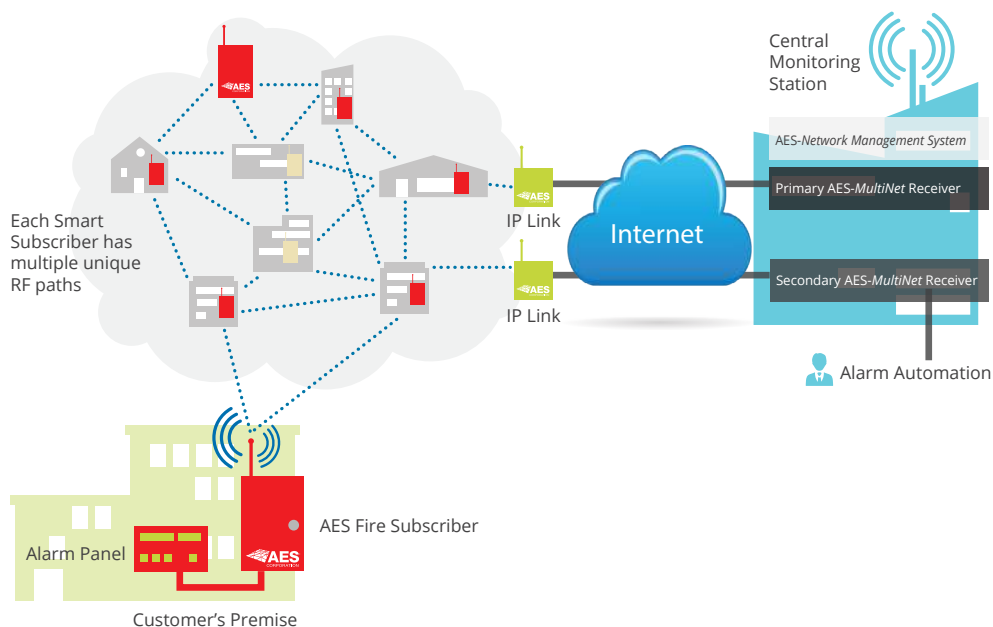 Central
Monitoring
Station
AES
AES-Network Management System
Primary AES-MultiNet Receiver
AES
IP Link
Each Smart
Subscriber has
multiple unique
RF paths
Internet
Secondary AES-MultiNet Receiver
AES
IP Link
Alarm Automation
AES Fire Subscriber
Alarm Panel
AES
CORPORATION
Customer’s Premise